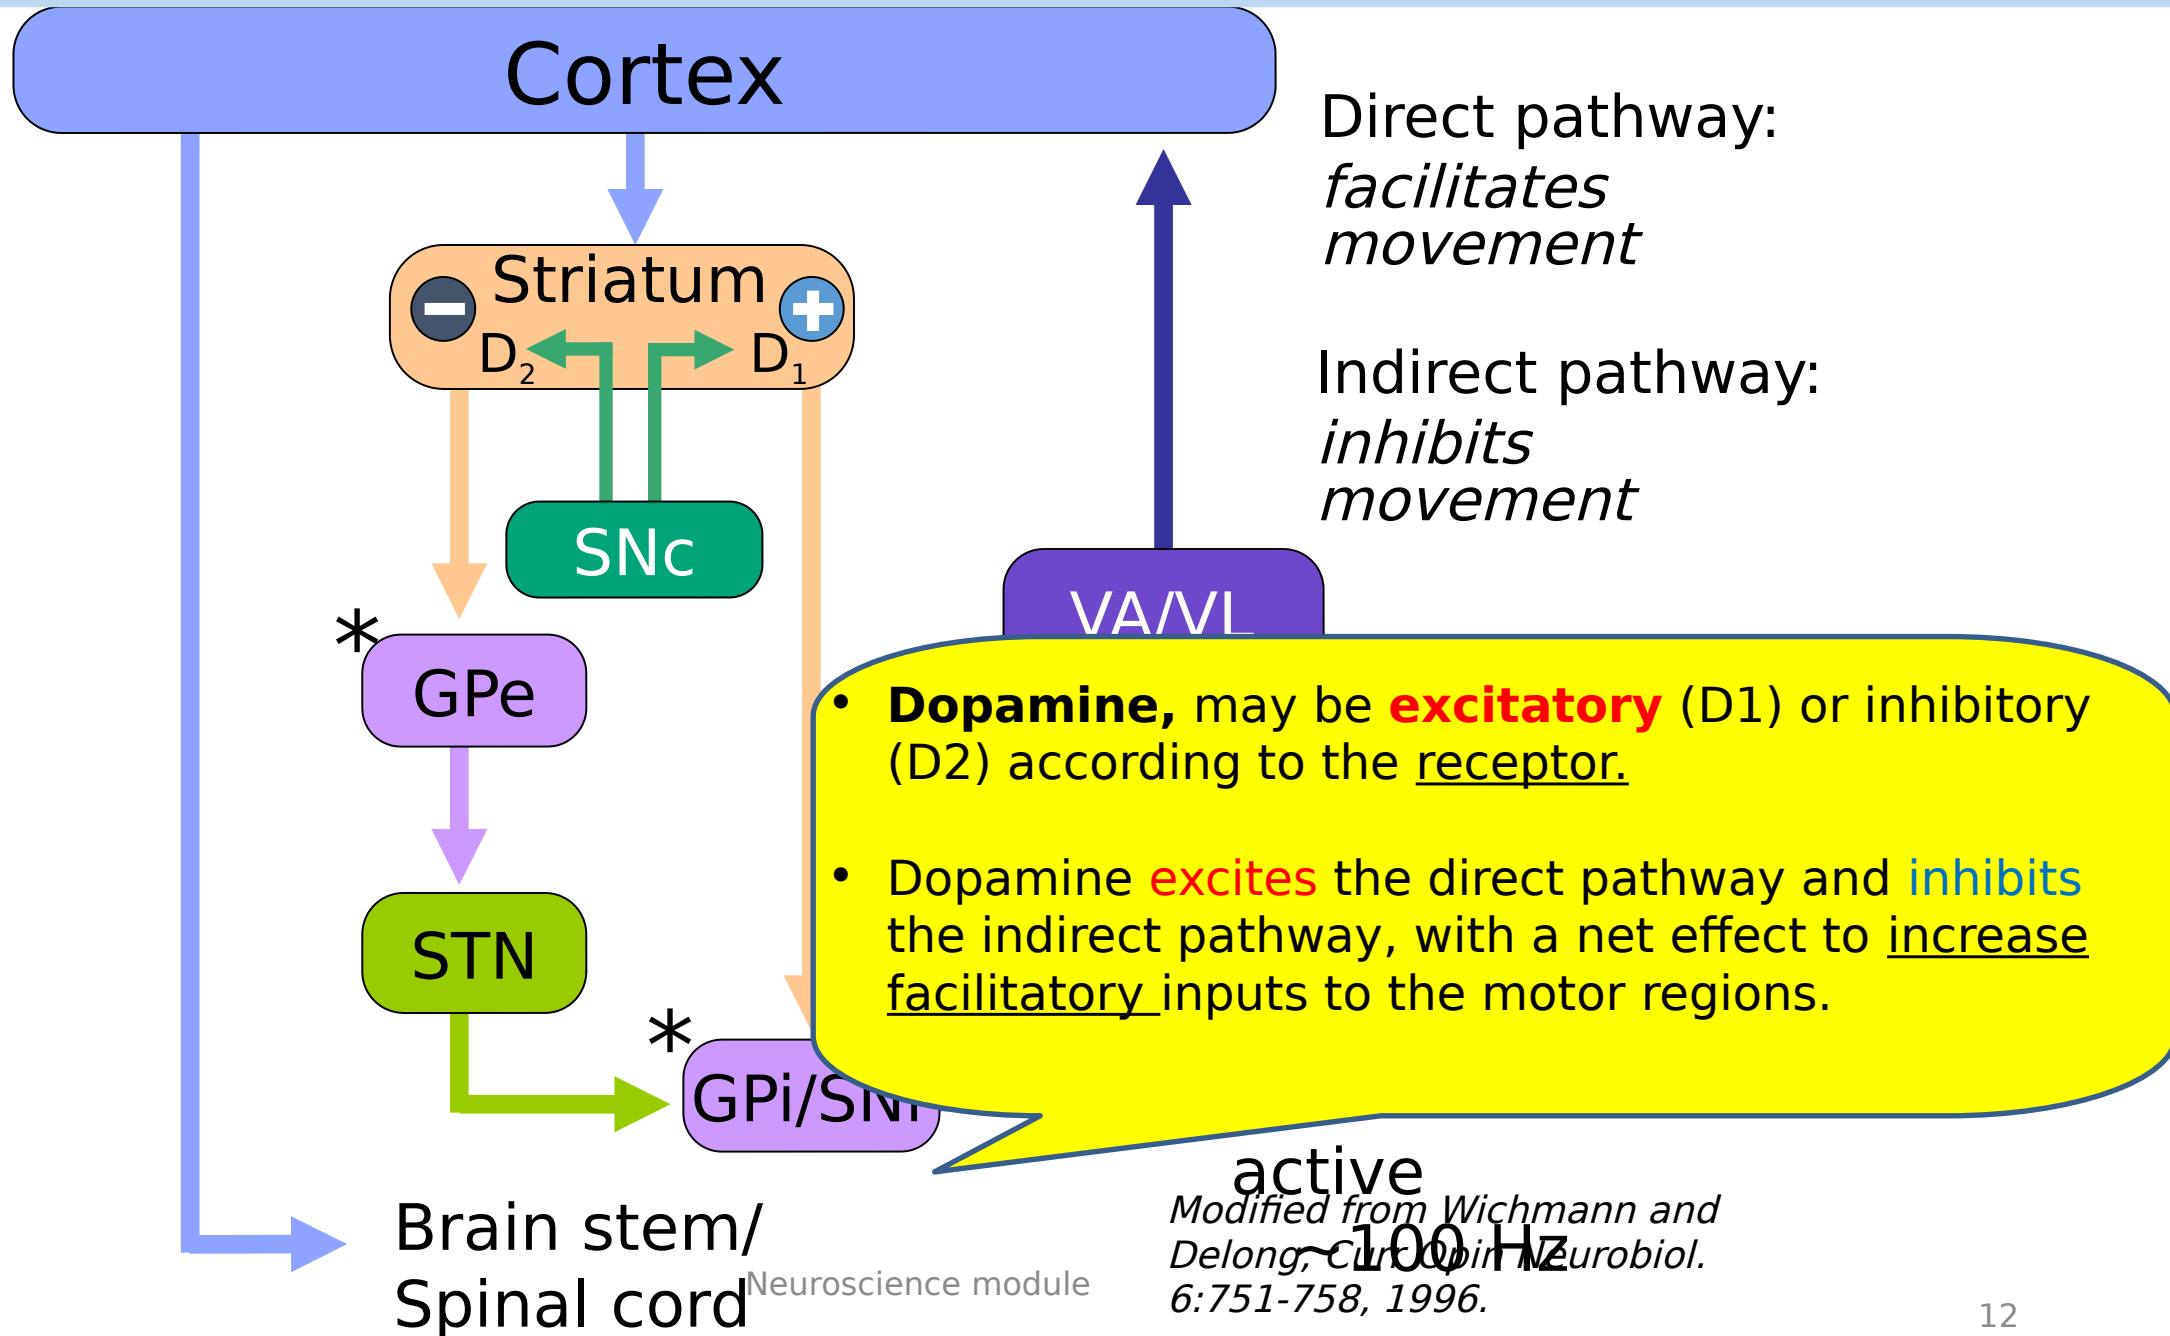 Cortex
Direct pathway:
facilitates
movement
Striatum
D2
D1
Indirect pathway:
inhibits
movement
SNc
VA/VL
*
GPe
• Dopamine, may be excitatory (D1) or inhibitory
(D2) according to the receptor.
• Dopamine excites the direct pathway and inhibits
the indirect pathway, with a net effect to increase
facilitatory inputs to the motor regions.
STN
*
GPi/SNr
active
~100 Hz
Brain stem/
Spinal cord
Modified from Wichmann and
Delong, Curr Opin Neurobiol.
6:751-758, 1996.
Neuroscience module
12